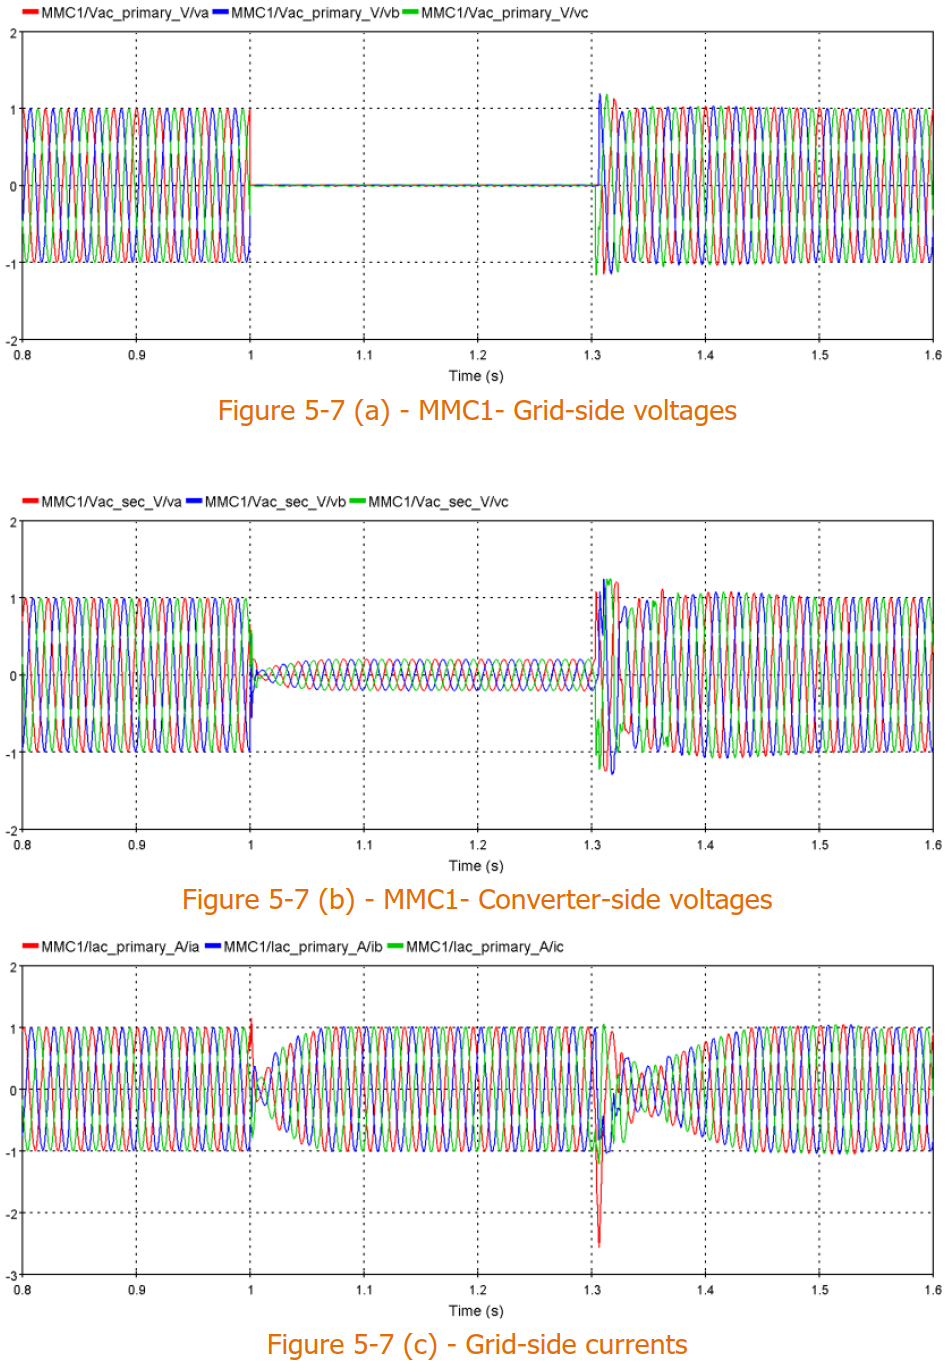 MMC1/Vac_primary_V/va MMC1/Vac_primary_V/vb MMC1/Vac_primary_V/vc
2
1
0
-1
-2
0.8 0.9 1 1.1 1.2 1.3 1.4 1.5 1.6
Time (s)
Figure 5-7 (a) - MMC1- Grid-side voltages
MMC1/Vac_sec_V/va MMC1/Vac_sec_V/vb MMC1/Vac_sec_V/vc
2
1
0
-1
-2
0.8 0.9 1 1.1 1.2 1.3 1.4 1.5 1.6
Time (s)
Figure 5-7 (b) - MMC1- Converter-side voltages
MMC1/Iac_primary_A/ia MMC1/Iac_primary_A/ib MMC1/Iac_primary_A/ic
2
1
0
-1
-2
-3
0.8 0.9 1 1.1 1.2 1.3 1.4 1.5 1.6
Time (s)
Figure 5-7 (c) - Grid-side currents